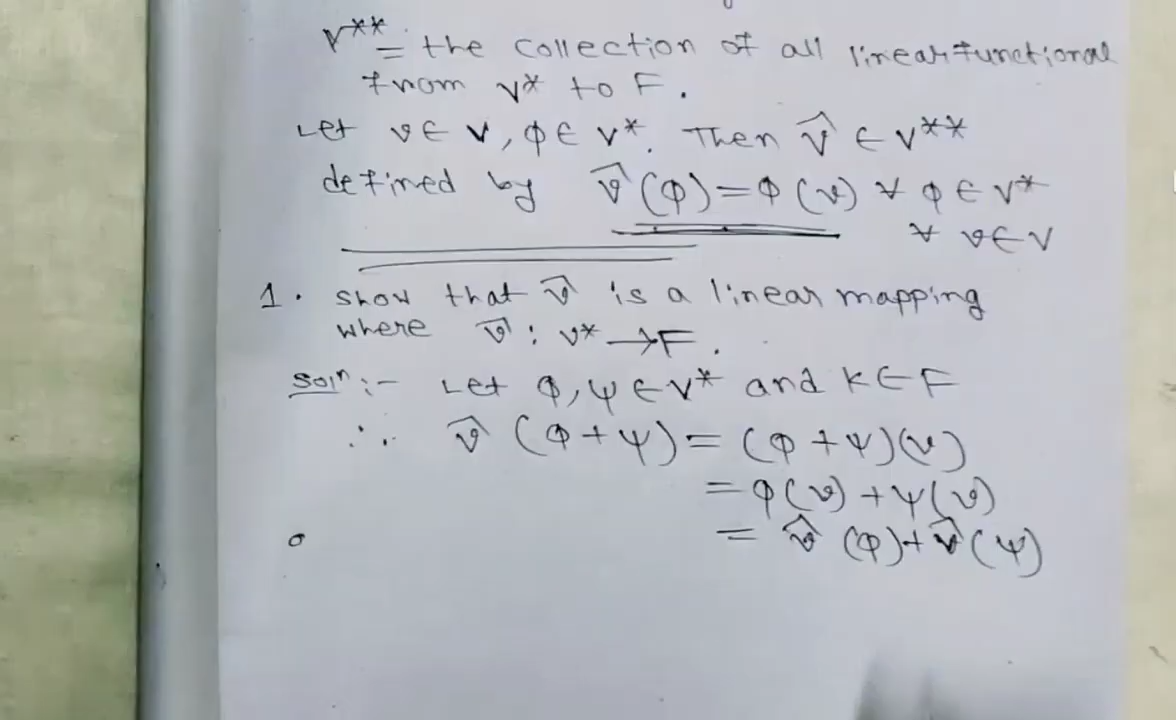 V** = the collection of all linear functional
from V* to F.
Let v ∈ V, φ ∈ V*. Then v̂ ∈ V**
defined by v̂(φ) = φ(v) ∀ φ ∈ V*
∀ v ∈ V
1. Show that v̂ is a linear mapping
where v̂ : V* → F.
Solⁿ :- Let φ, ψ ∈ V* and K ∈ F
∴ v̂ (φ + ψ) = (φ + ψ)(v)
= φ(v) + ψ(v)
= v̂ (φ) + v̂ (ψ)